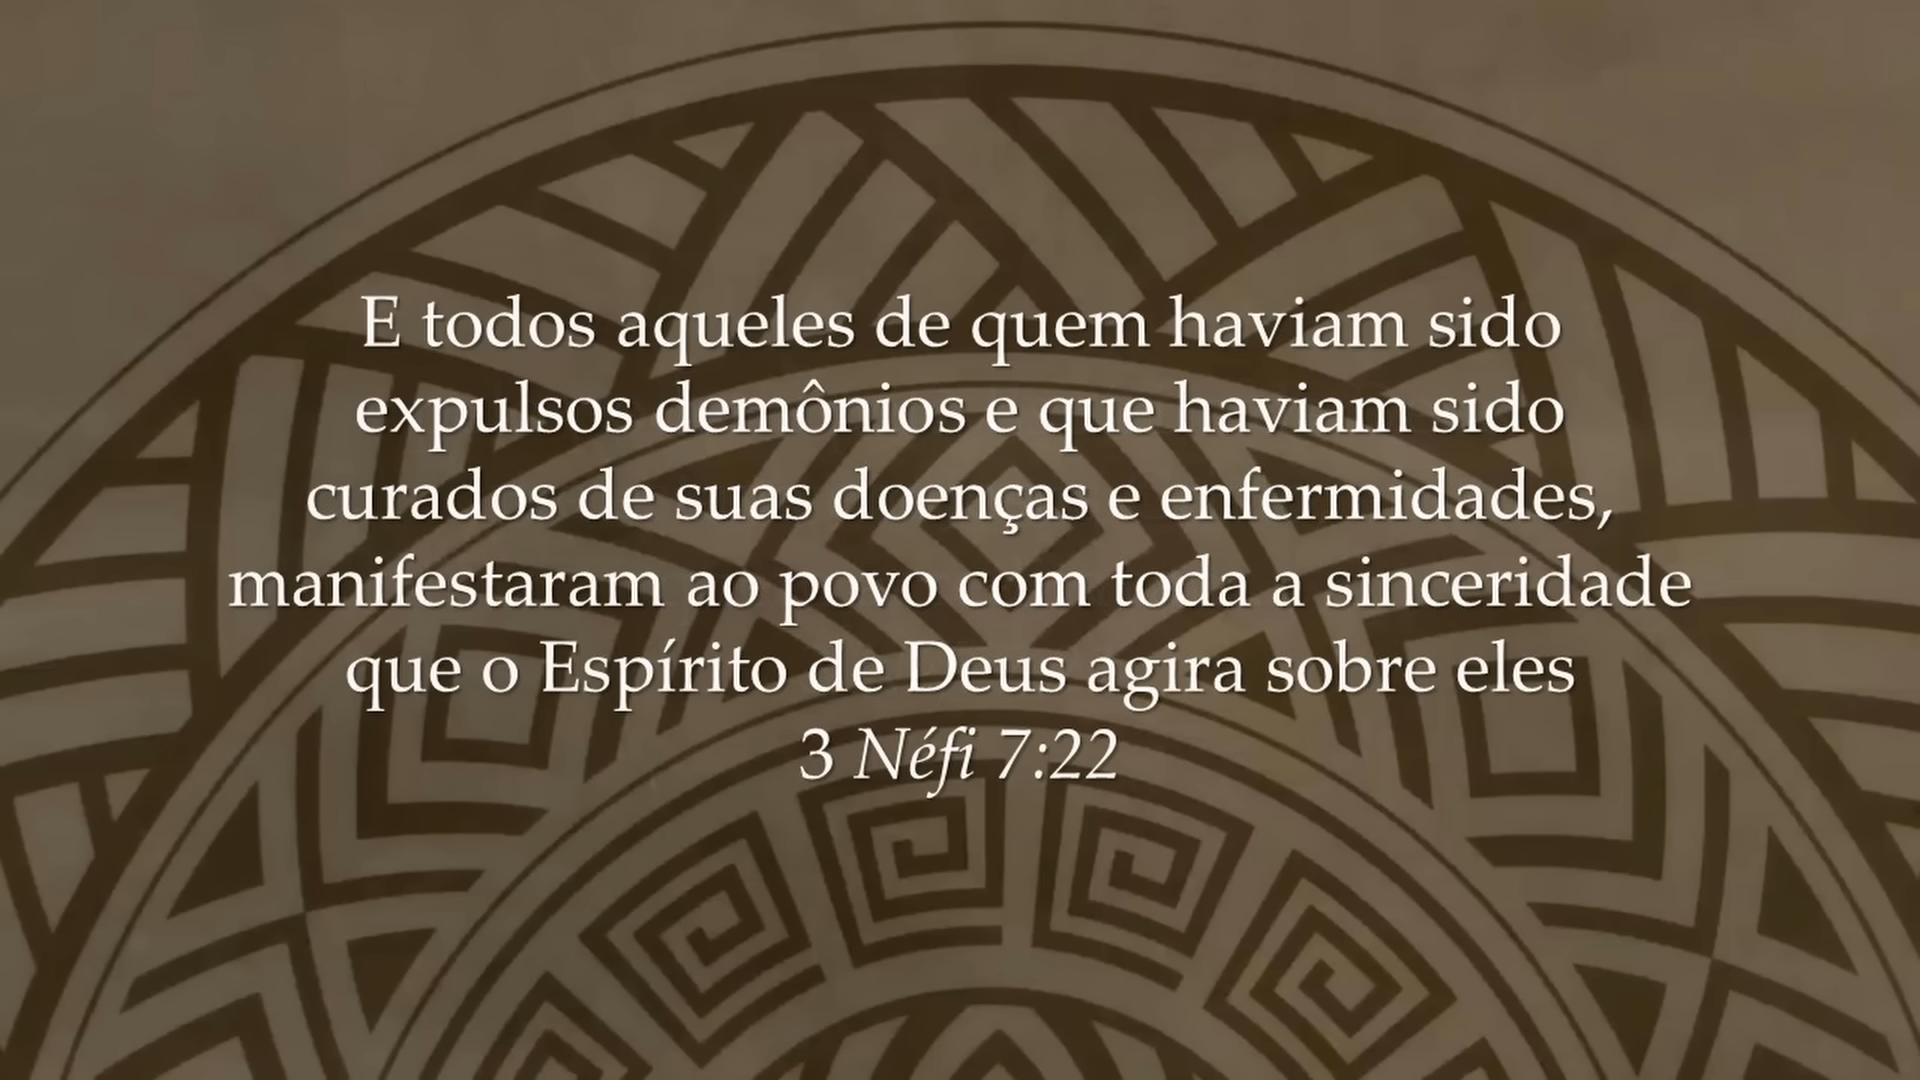 E todos aqueles de quem haviam sido
expulsos demônios e que haviam sido
curados de suas doenças e enfermidades,
manifestaram ao povo com toda a sinceridade
que o Espírito de Deus agira sobre eles
3 Néfi 7:22